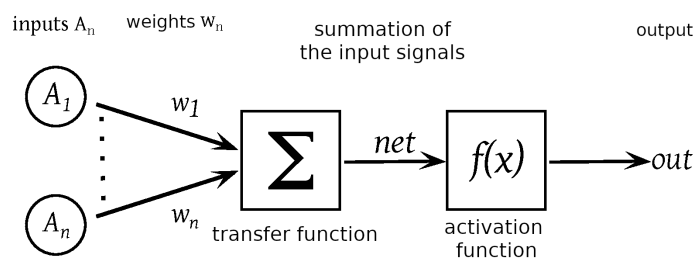 inputs Aₙ
weights wₙ
summation of
the input signals
output
A₁
w1
Σ
net
f(x)
out
Aₙ
wₙ
transfer function
activation
function